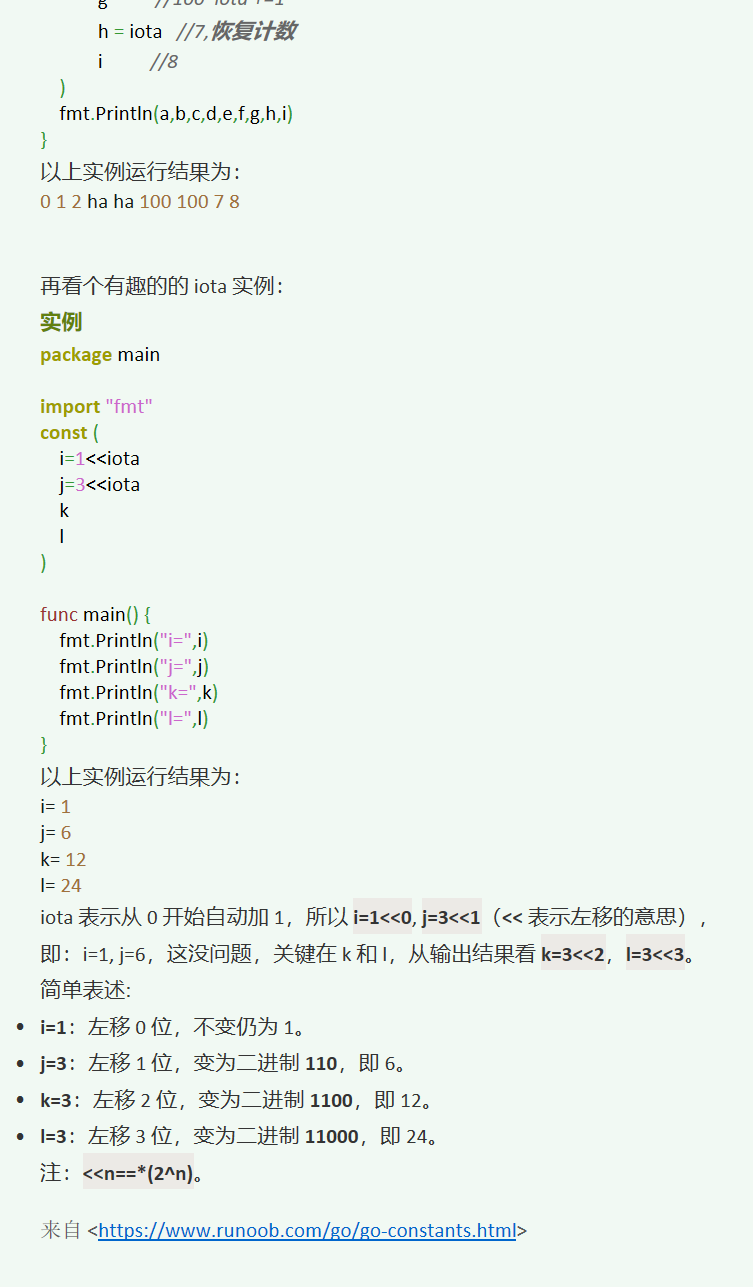 g //100 iota +=1
h = iota //7,恢复计数
i //8
)
fmt.Println(a,b,c,d,e,f,g,h,i)
}
以上实例运行结果为：
0 1 2 ha ha 100 100 7 8
再看个有趣的的 iota 实例：
实例
package main
import "fmt"
const (
i=1<<iota
j=3<<iota
k
l
)
func main() {
fmt.Println("i=",i)
fmt.Println("j=",j)
fmt.Println("k=",k)
fmt.Println("l=",l)
}
以上实例运行结果为：
i= 1
j= 6
k= 12
l= 24
iota 表示从 0 开始自动加 1，所以 i=1<<0, j=3<<1（<< 表示左移的意思），
即：i=1, j=6，这没问题，关键在 k 和 l，从输出结果看 k=3<<2，l=3<<3。
简单表述:
• i=1：左移 0 位，不变仍为 1。
• j=3：左移 1 位，变为二进制 110，即 6。
• k=3：左移 2 位，变为二进制 1100，即 12。
• l=3：左移 3 位，变为二进制 11000，即 24。
注：<<n==*(2^n)。
来自 <https://www.runoob.com/go/go-constants.html>